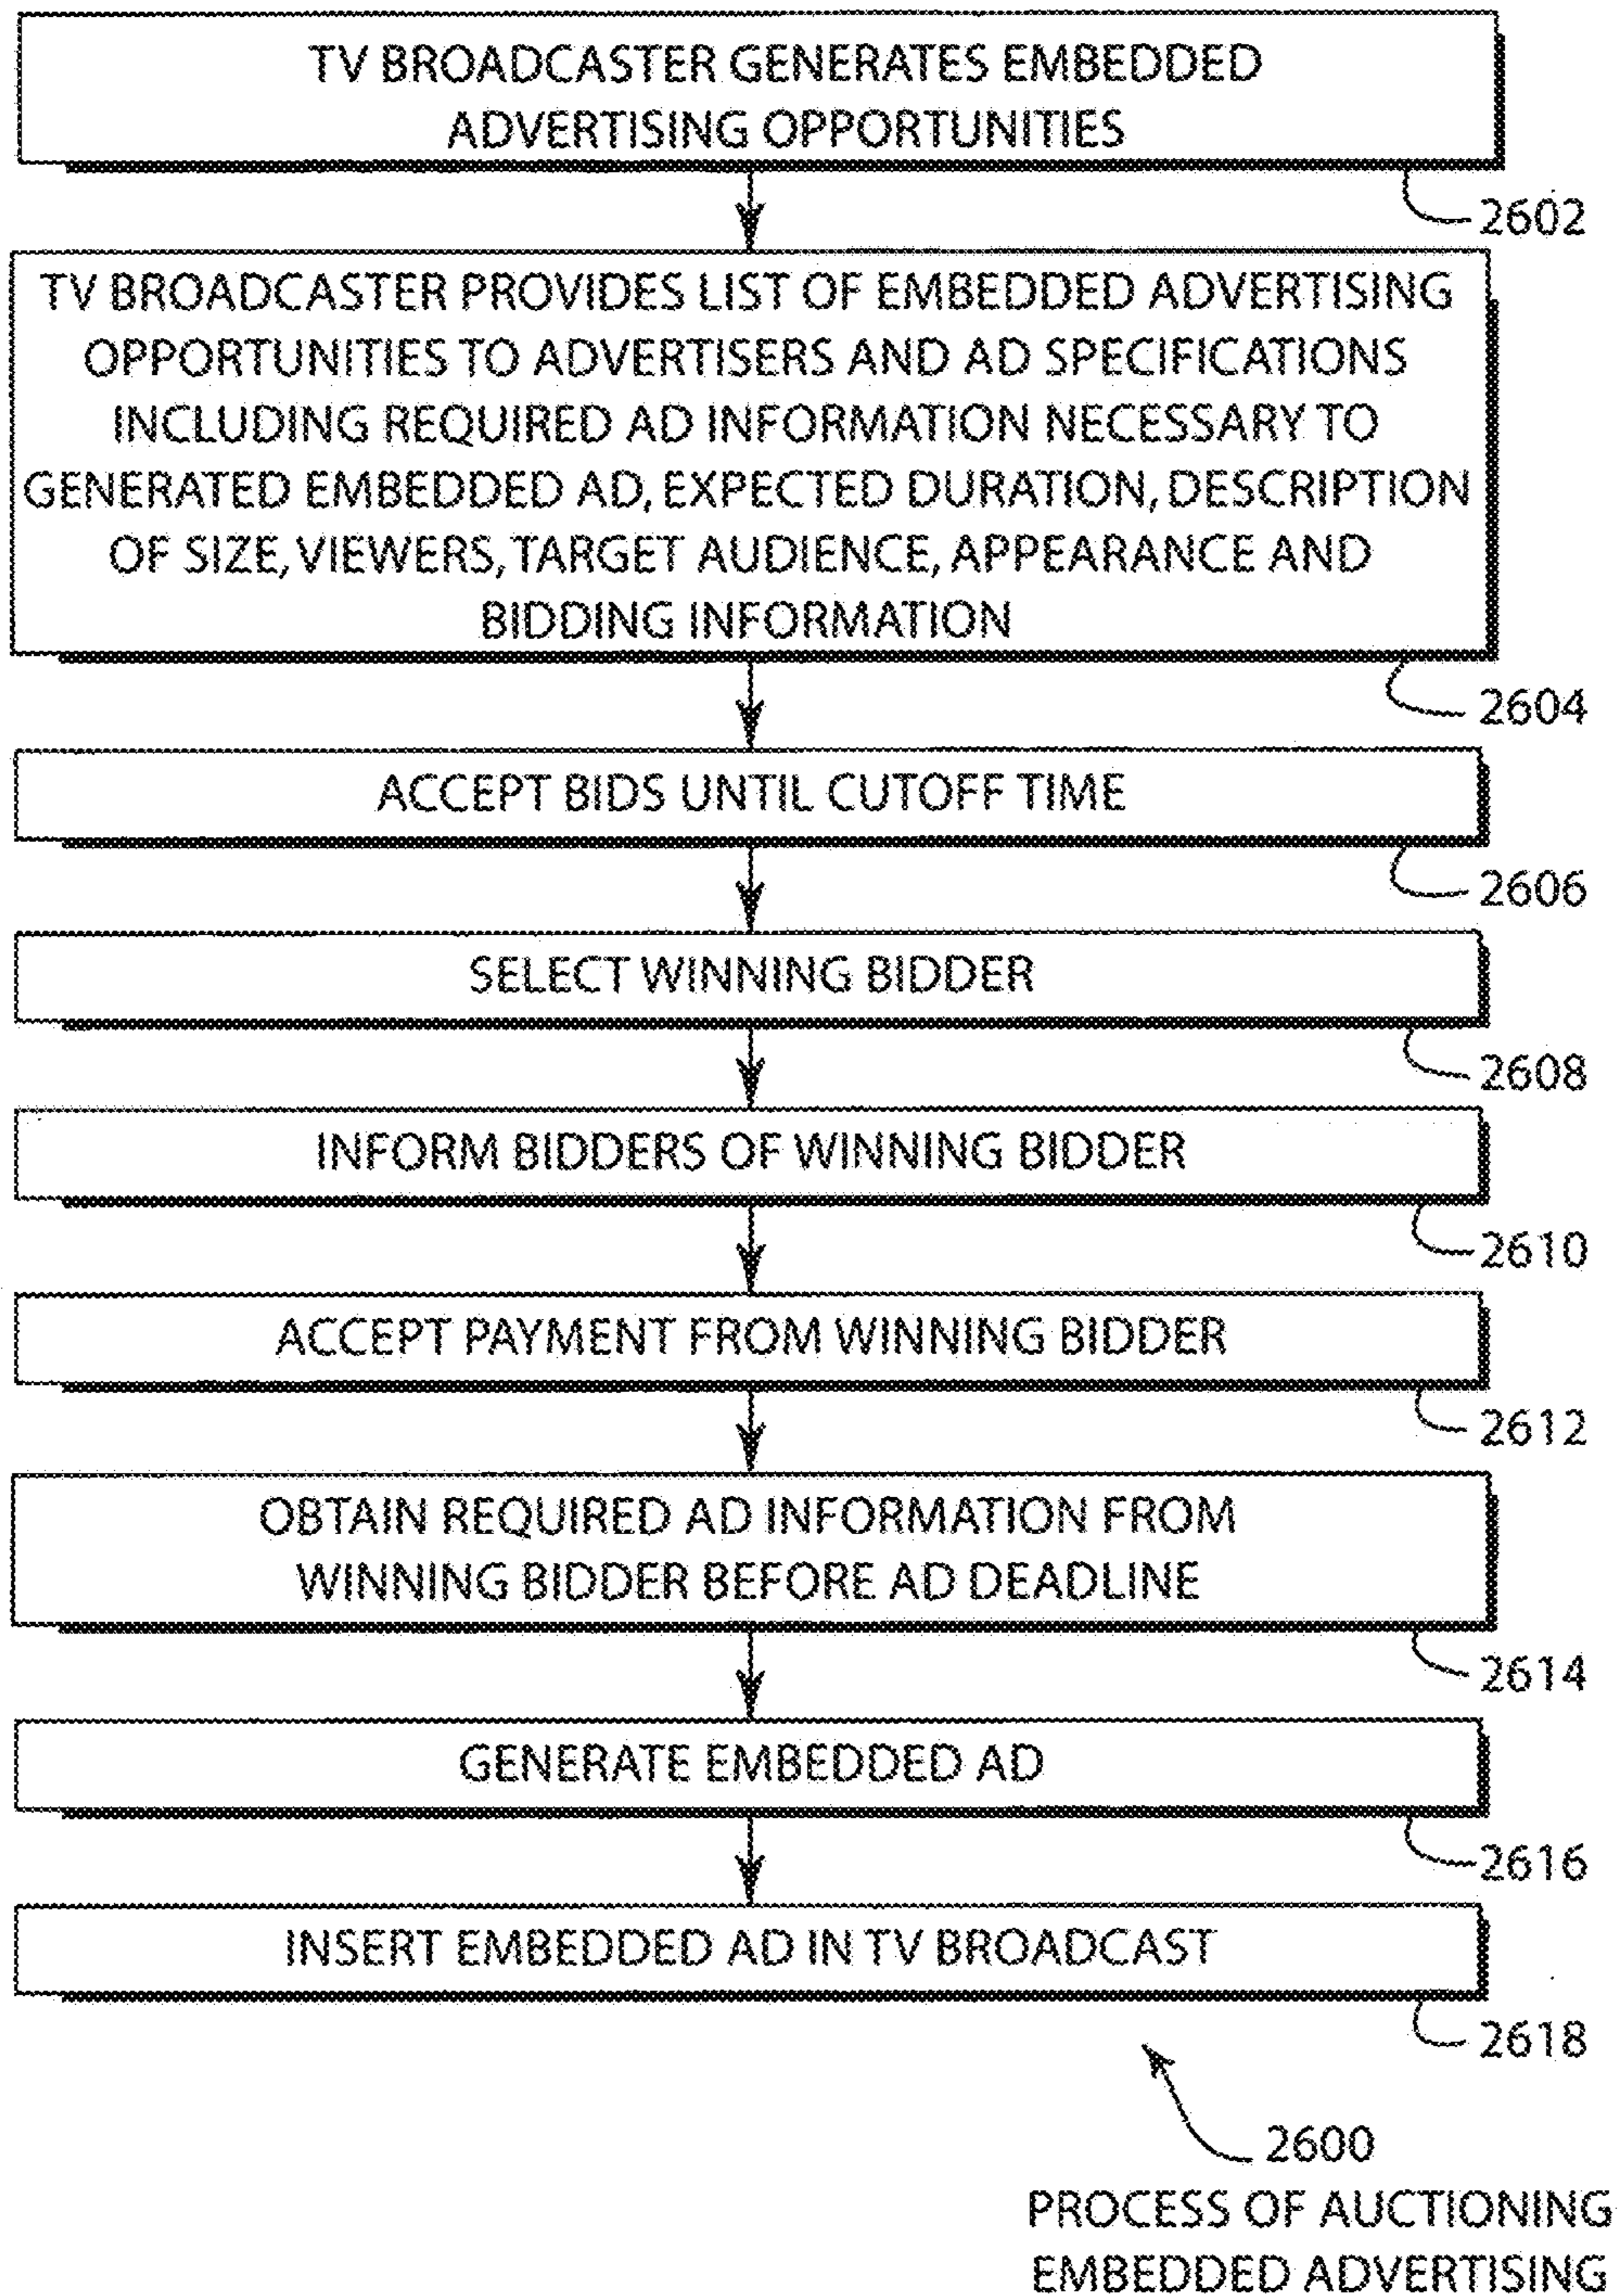 TV BROADCASTER GENERATES EMBEDDED
ADVERTISING OPPORTUNITIES
2602
TV BROADCASTER PROVIDES LIST OF EMBEDDED ADVERTISING
OPPORTUNITIES TO ADVERTISERS AND AD SPECIFICATIONS
INCLUDING REQUIRED AD INFORMATION NECESSARY TO
GENERATED EMBEDDED AD, EXPECTED DURATION, DESCRIPTION
OF SIZE, VIEWERS, TARGET AUDIENCE, APPEARANCE AND
BIDDING INFORMATION
2604
ACCEPT BIDS UNTIL CUTOFF TIME
2606
SELECT WINNING BIDDER
2608
INFORM BIDDERS OF WINNING BIDDER
2610
ACCEPT PAYMENT FROM WINNING BIDDER
2612
OBTAIN REQUIRED AD INFORMATION FROM
WINNING BIDDER BEFORE AD DEADLINE
2614
GENERATE EMBEDDED AD
2616
INSERT EMBEDDED AD IN TV BROADCAST
2618
2600
PROCESS OF AUCTIONING
EMBEDDED ADVERTISING